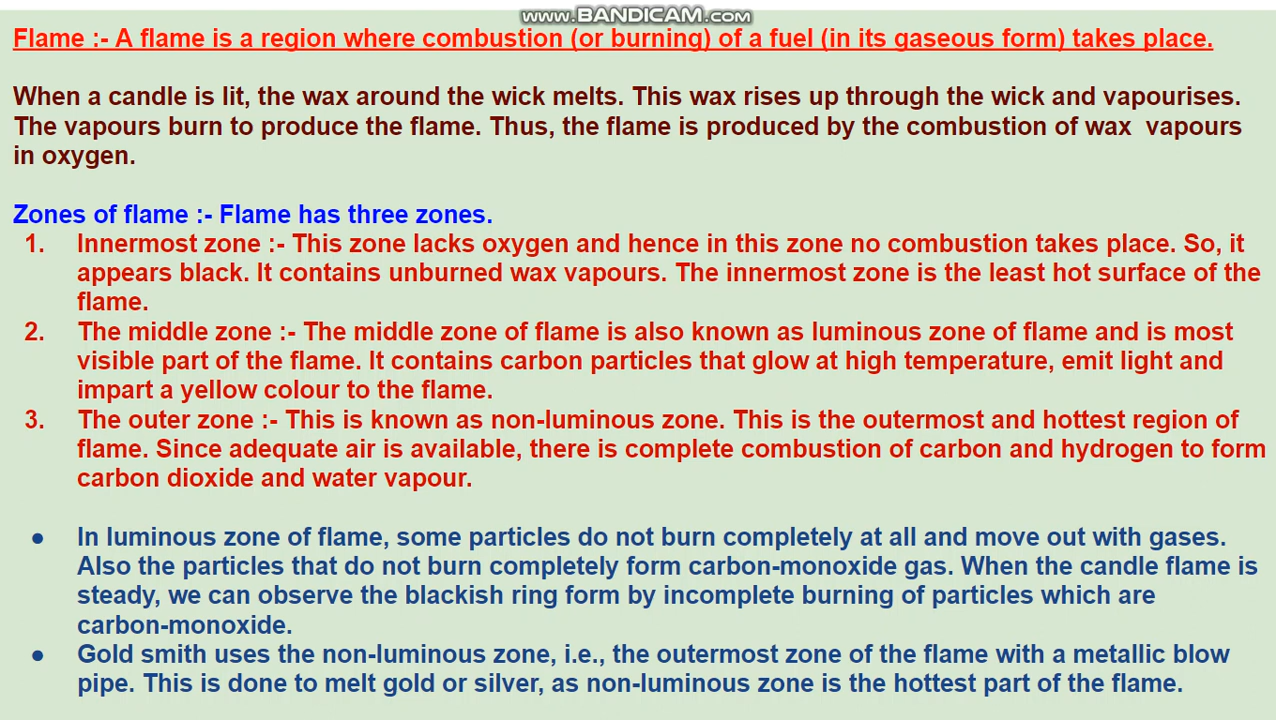 www.BANDICAM.com
Flame :- A flame is a region where combustion (or burning) of a fuel (in its gaseous form) takes place.
When a candle is lit, the wax around the wick melts. This wax rises up through the wick and vapourises.
The vapours burn to produce the flame. Thus, the flame is produced by the combustion of wax vapours
in oxygen.
Zones of flame :- Flame has three zones.
1. Innermost zone :- This zone lacks oxygen and hence in this zone no combustion takes place. So, it
appears black. It contains unburned wax vapours. The innermost zone is the least hot surface of the
flame.
2. The middle zone :- The middle zone of flame is also known as luminous zone of flame and is most
visible part of the flame. It contains carbon particles that glow at high temperature, emit light and
impart a yellow colour to the flame.
3. The outer zone :- This is known as non-luminous zone. This is the outermost and hottest region of
flame. Since adequate air is available, there is complete combustion of carbon and hydrogen to form
carbon dioxide and water vapour.
● In luminous zone of flame, some particles do not burn completely at all and move out with gases.
Also the particles that do not burn completely form carbon-monoxide gas. When the candle flame is
steady, we can observe the blackish ring form by incomplete burning of particles which are
carbon-monoxide.
● Gold smith uses the non-luminous zone, i.e., the outermost zone of the flame with a metallic blow
pipe. This is done to melt gold or silver, as non-luminous zone is the hottest part of the flame.